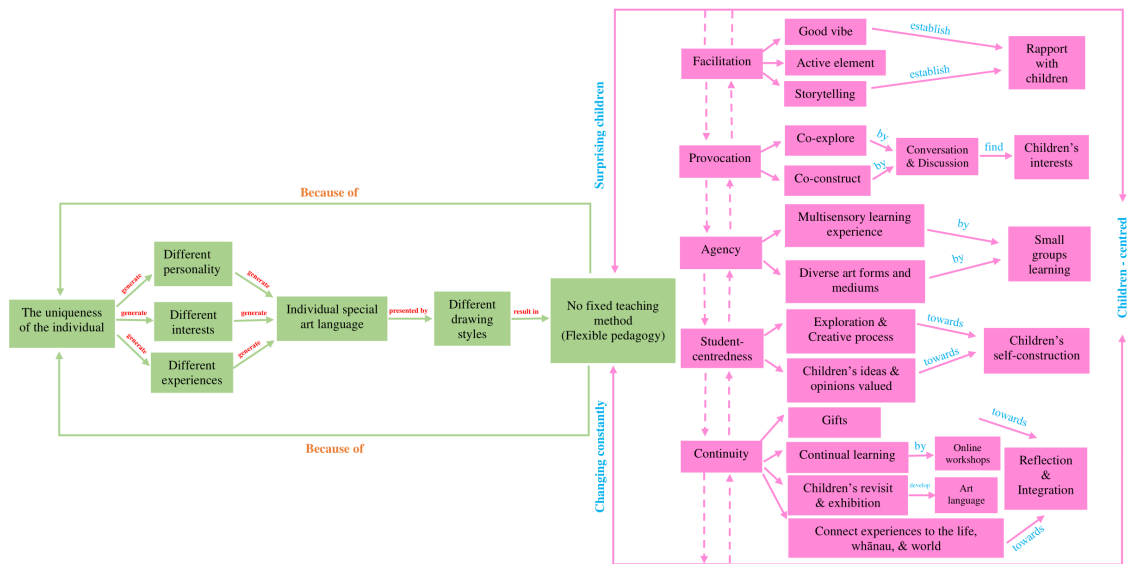 Because of
The uniqueness
of the individual
generate
generate
generate
Different
personality
Different
interests
Different
experiences
generate
generate
generate
Individual special
art language
presented by
Different
drawing
styles
result in
No fixed teaching
method
(Flexible pedagogy)
Because of
Surprising children
Changing constantly
Facilitation
Good vibe
Active element
Storytelling
establish
establish
Rapport
with
children
Provocation
Co-explore
Co-construct
by
by
Conversation
& Discussion
find
Children's
interests
Agency
Multisensory learning
experience
Diverse art forms and
mediums
by
by
Small
groups
learning
Student-
centredness
Exploration &
Creative process
Children's ideas &
opinions valued
towards
towards
Children's
self-construction
Continuity
Gifts
Continual learning
by
Online
workshops
Children's revisit
& exhibition
develop
Art
language
Connect experiences to the life,
whānau, & world
towards
towards
Reflection
&
Integration
Children - centred